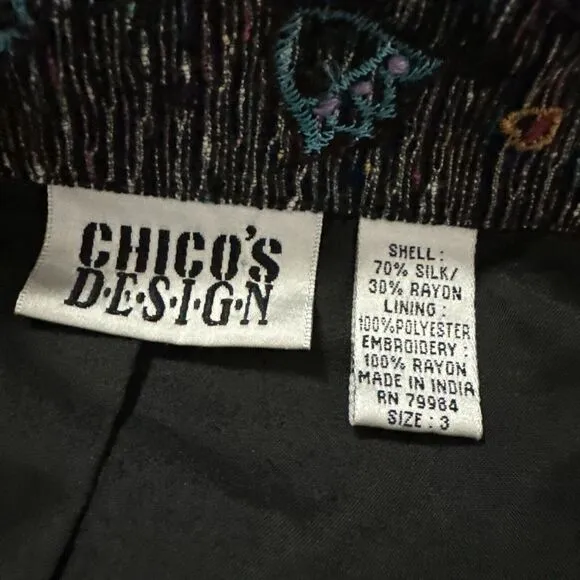 CHICO'S
D·E·S·I·G·N
SHELL:
70% SILK/
30% RAYON
LINING:
100%POLYESTER
EMBROIDERY:
100% RAYON
MADE IN INDIA
RN 79984
SIZE: 3